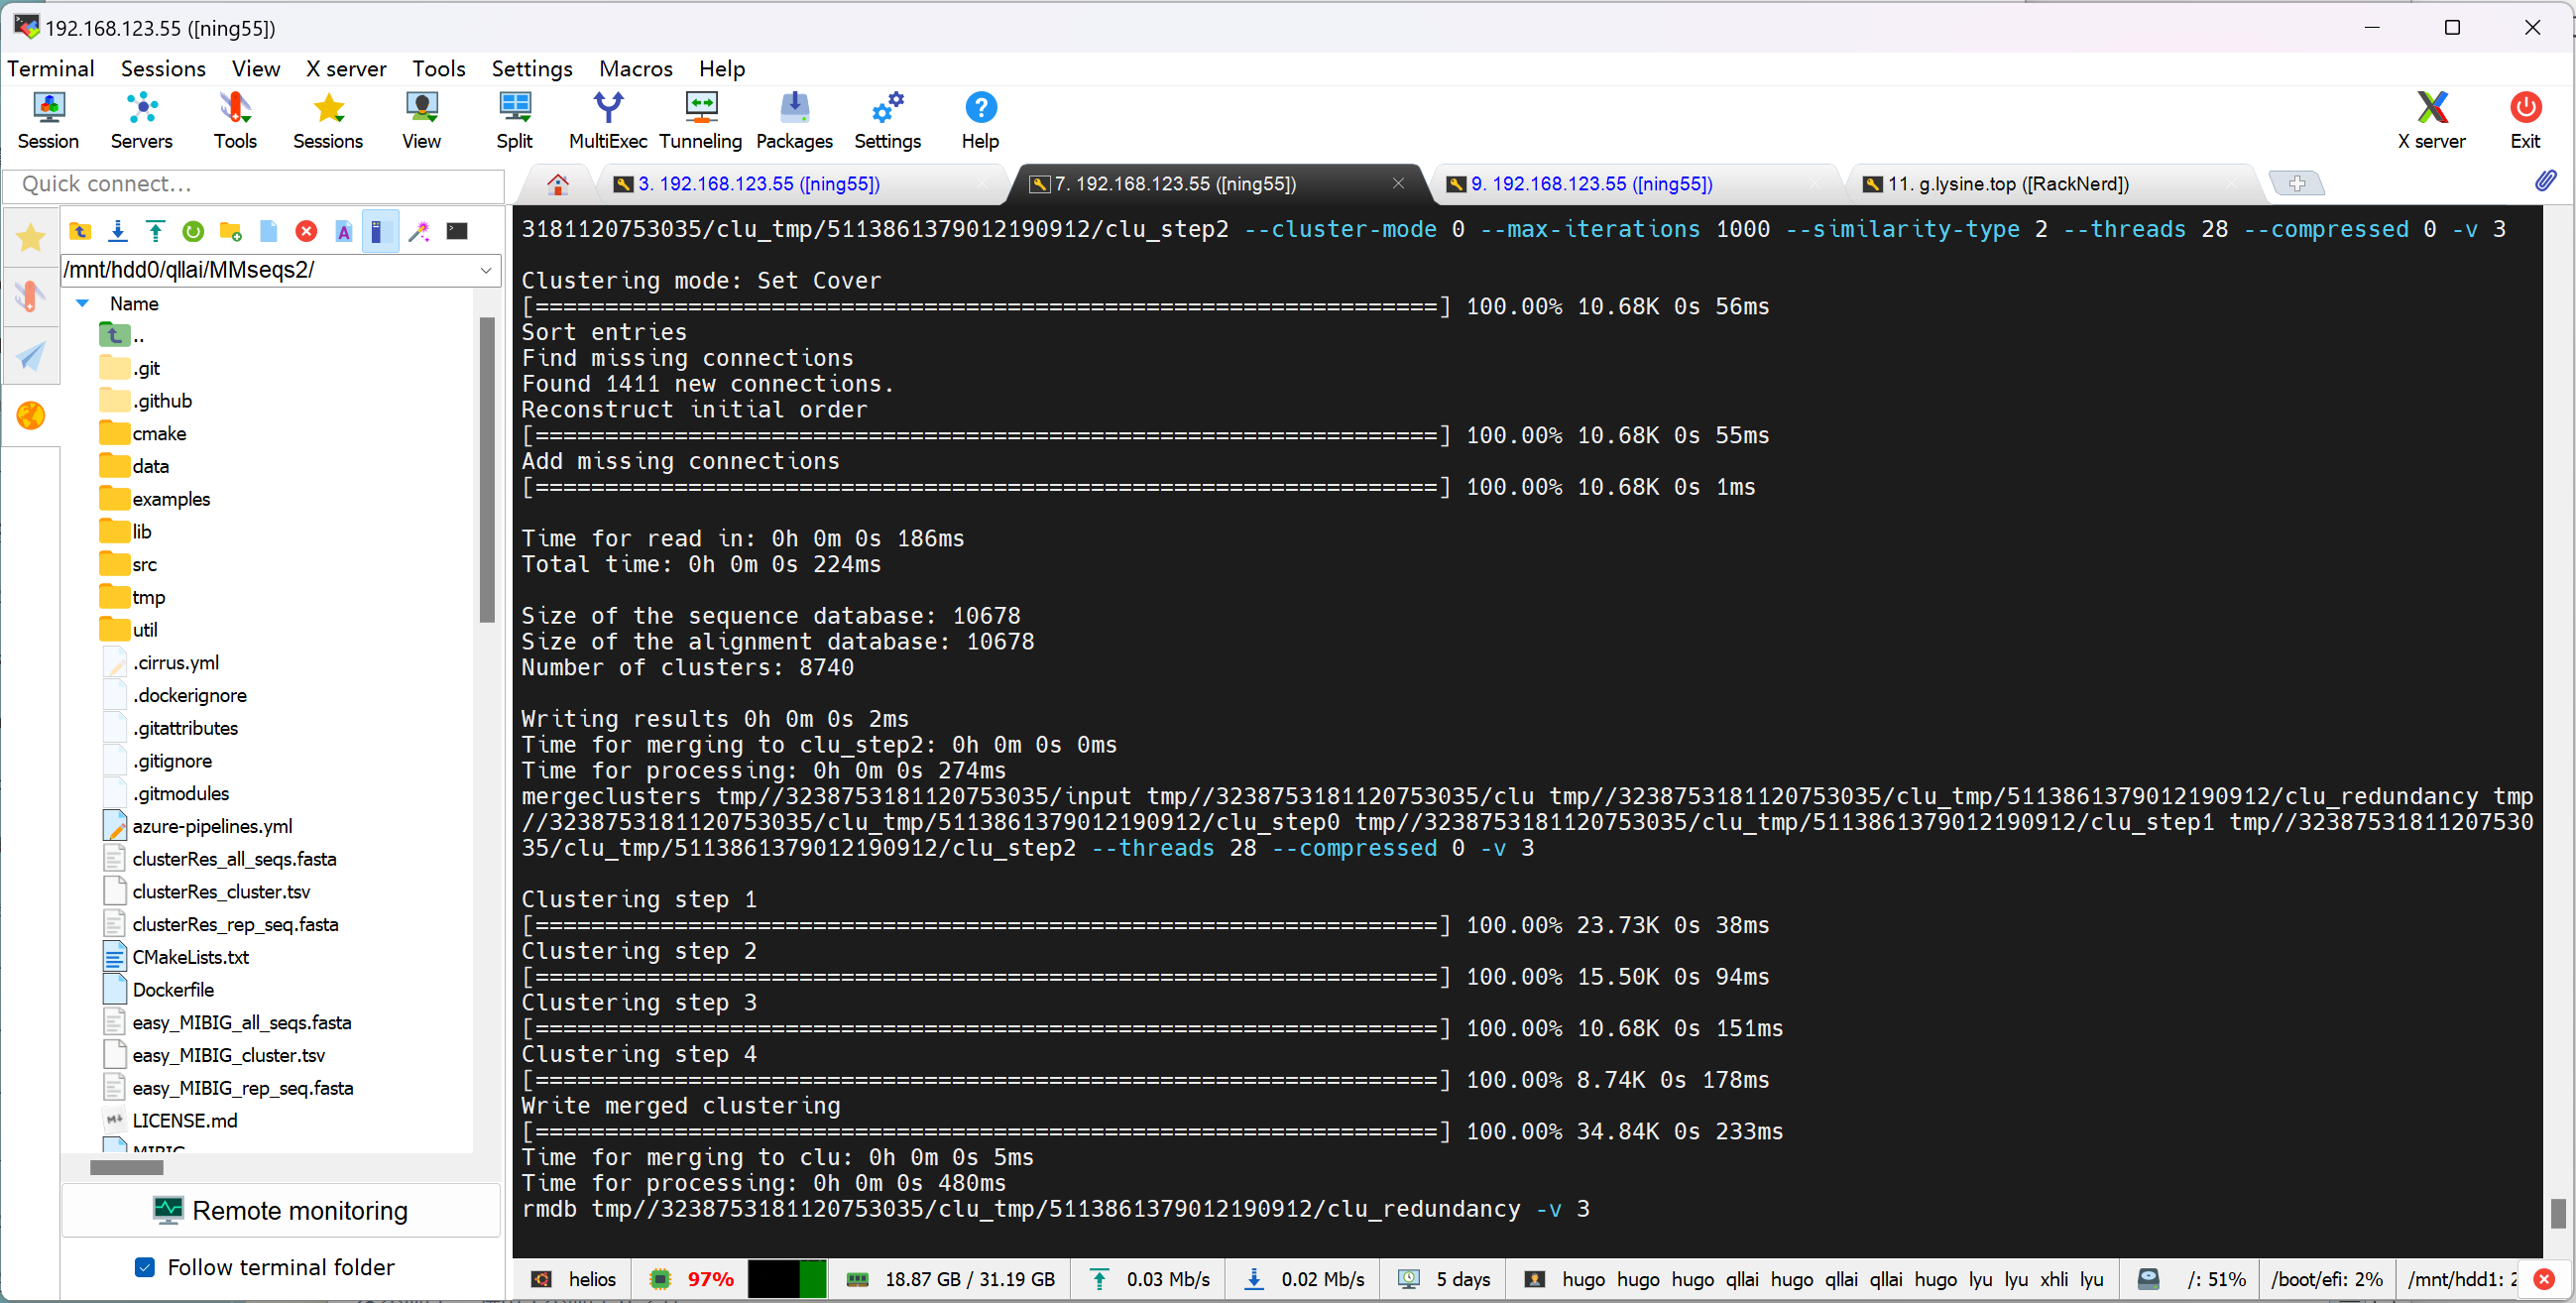 192.168.123.55 ([ning55])
Terminal Sessions View X server Tools Settings Macros Help
Session Servers Tools Sessions View Split MultiExec Tunneling Packages Settings Help X server Exit
Quick connect...
3. 192.168.123.55 ([ning55])
7. 192.168.123.55 ([ning55])
9. 192.168.123.55 ([ning55])
11. g.lysine.top ([RackNerd])
/mnt/hdd0/qllai/MMseqs2/
Name
..
.git
.github
cmake
data
examples
lib
src
tmp
util
.cirrus.yml
.dockerignore
.gitattributes
.gitignore
.gitmodules
azure-pipelines.yml
clusterRes_all_seqs.fasta
clusterRes_cluster.tsv
clusterRes_rep_seq.fasta
CMakeLists.txt
Dockerfile
easy_MIBIG_all_seqs.fasta
easy_MIBIG_cluster.tsv
easy_MIBIG_rep_seq.fasta
LICENSE.md
MIBIG
Remote monitoring
Follow terminal folder
3181120753035/clu_tmp/5113861379012190912/clu_step2 --cluster-mode 0 --max-iterations 1000 --similarity-type 2 --threads 28 --compressed 0 -v 3
Clustering mode: Set Cover
[=================================================================] 100.00% 10.68K 0s 56ms
Sort entries
Find missing connections
Found 1411 new connections.
Reconstruct initial order
[=================================================================] 100.00% 10.68K 0s 55ms
Add missing connections
[=================================================================] 100.00% 10.68K 0s 1ms
Time for read in: 0h 0m 0s 186ms
Total time: 0h 0m 0s 224ms
Size of the sequence database: 10678
Size of the alignment database: 10678
Number of clusters: 8740
Writing results 0h 0m 0s 2ms
Time for merging to clu_step2: 0h 0m 0s 0ms
Time for processing: 0h 0m 0s 274ms
mergeclusters tmp//3238753181120753035/input tmp//3238753181120753035/clu tmp//3238753181120753035/clu_tmp/5113861379012190912/clu_redundancy tmp
//3238753181120753035/clu_tmp/5113861379012190912/clu_step0 tmp//3238753181120753035/clu_tmp/5113861379012190912/clu_step1 tmp//32387531811207530
35/clu_tmp/5113861379012190912/clu_step2 --threads 28 --compressed 0 -v 3
Clustering step 1
[=================================================================] 100.00% 23.73K 0s 38ms
Clustering step 2
[=================================================================] 100.00% 15.50K 0s 94ms
Clustering step 3
[=================================================================] 100.00% 10.68K 0s 151ms
Clustering step 4
[=================================================================] 100.00% 8.74K 0s 178ms
Write merged clustering
[=================================================================] 100.00% 34.84K 0s 233ms
Time for merging to clu: 0h 0m 0s 5ms
Time for processing: 0h 0m 0s 480ms
rmdb tmp//3238753181120753035/clu_tmp/5113861379012190912/clu_redundancy -v 3
helios 97% 18.87 GB / 31.19 GB 0.03 Mb/s 0.02 Mb/s 5 days hugo hugo hugo qllai hugo qllai qllai hugo lyu lyu xhli lyu /: 51% /boot/efi: 2% /mnt/hdd1: